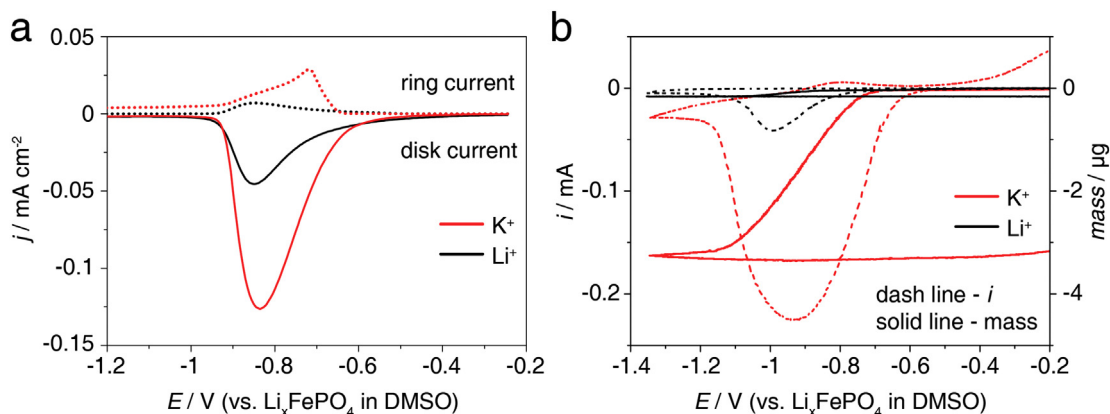 a
0.05
0
-0.05
-0.1
-0.15
j / mA cm-2
ring current
disk current
K+
Li+
-1.2
-1
-0.8
-0.6
-0.4
-0.2
E / V (vs. LixFePO4 in DMSO)
b
0
-0.1
-0.2
i / mA
0
-2
-4
mass / µg
K+
Li+
dash line - i
solid line - mass
-1.4
-1.2
-1
-0.8
-0.6
-0.4
-0.2
E / V (vs. LixFePO4 in DMSO)